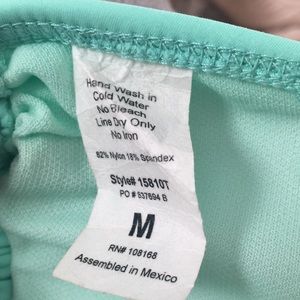 Hand Wash in
Cold Water
No Bleach
Line Dry Only
No Iron
82% Nylon 18% Spandex
Style# 15810T
PO # 837694 B
M
RN# 108168
Assembled in Mexico